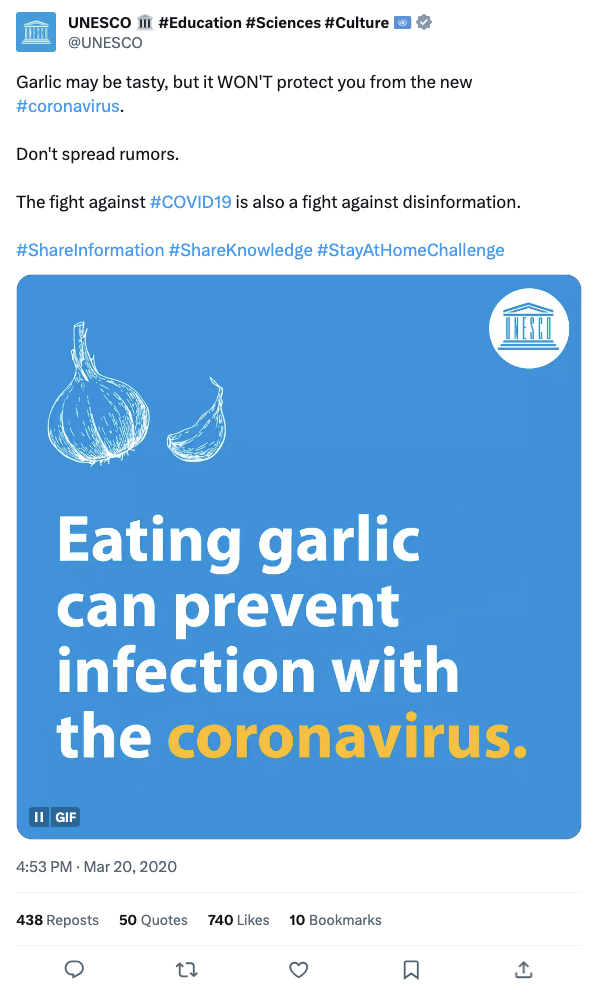 UNESCO 🏛️ #Education #Sciences #Culture 🇺🇳
@UNESCO
Garlic may be tasty, but it WON'T protect you from the new
#coronavirus.
Don't spread rumors.
The fight against #COVID19 is also a fight against disinformation.
#ShareInformation #ShareKnowledge #StayAtHomeChallenge
UNESCO
Eating garlic
can prevent
infection with
the coronavirus.
GIF
4:53 PM · Mar 20, 2020
438 Reposts 50 Quotes 740 Likes 10 Bookmarks